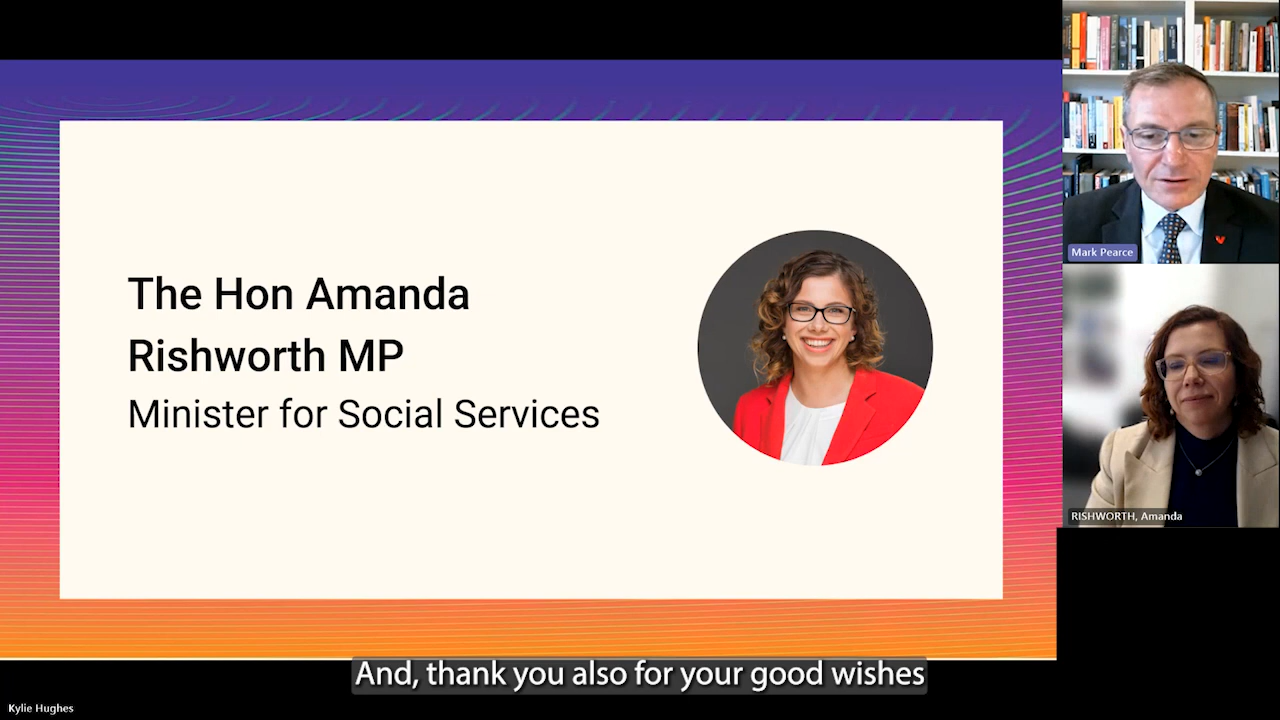 The Hon Amanda
Rishworth MP
Minister for Social Services
Mark Pearce
RISHWORTH, Amanda
And, thank you also for your good wishes
Kylie Hughes